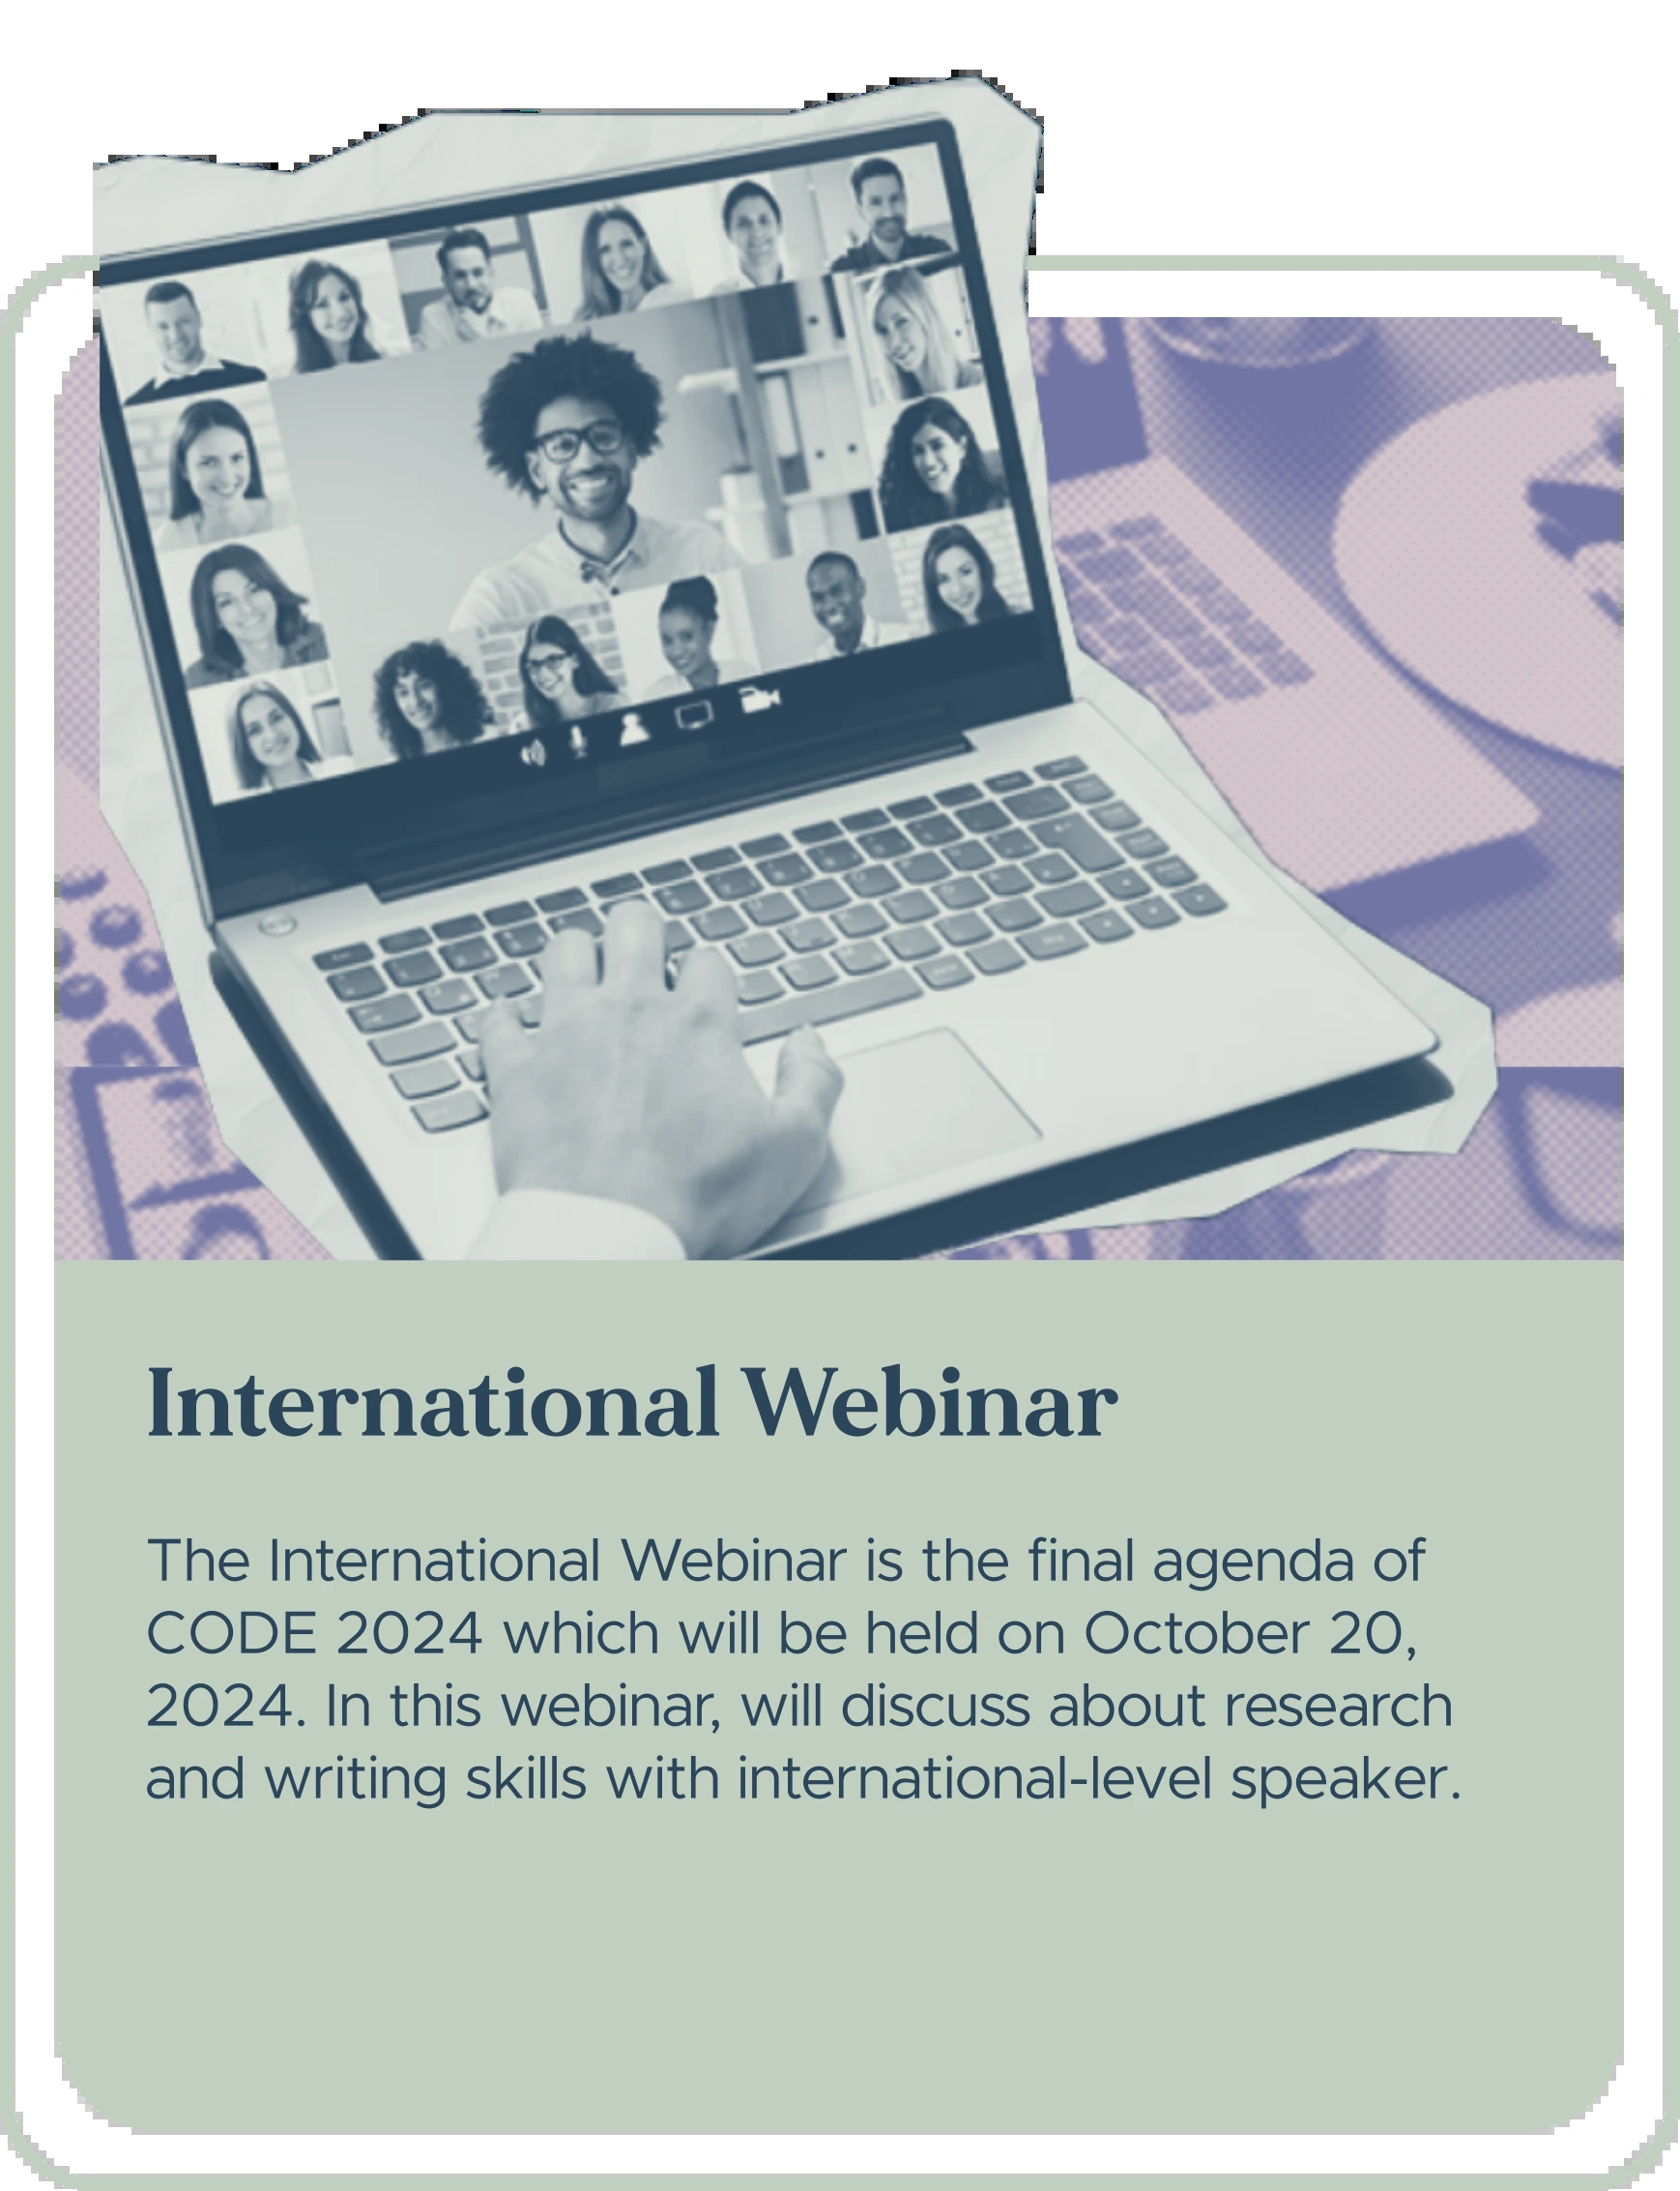 International Webinar
The International Webinar is the final agenda of
CODE 2024 which will be held on October 20,
2024. In this webinar, will discuss about research
and writing skills with international-level speaker.